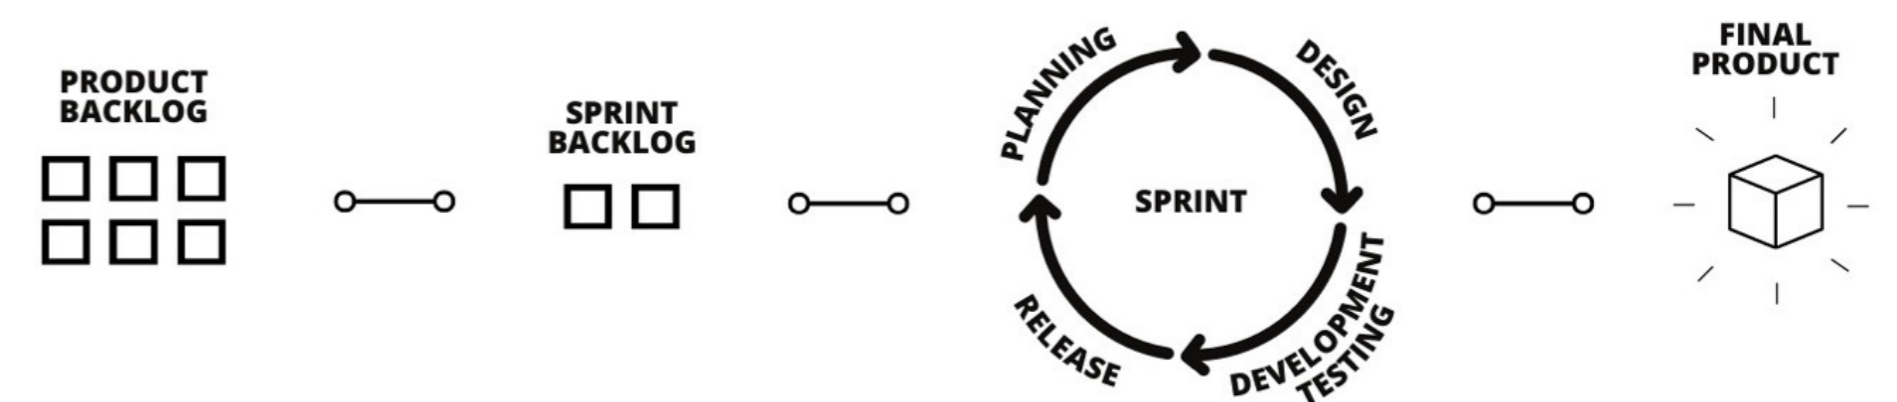 PRODUCT
BACKLOG
SPRINT
BACKLOG
PLANNING
DESIGN
SPRINT
DEVELOPMENT
TESTING
RELEASE
FINAL
PRODUCT